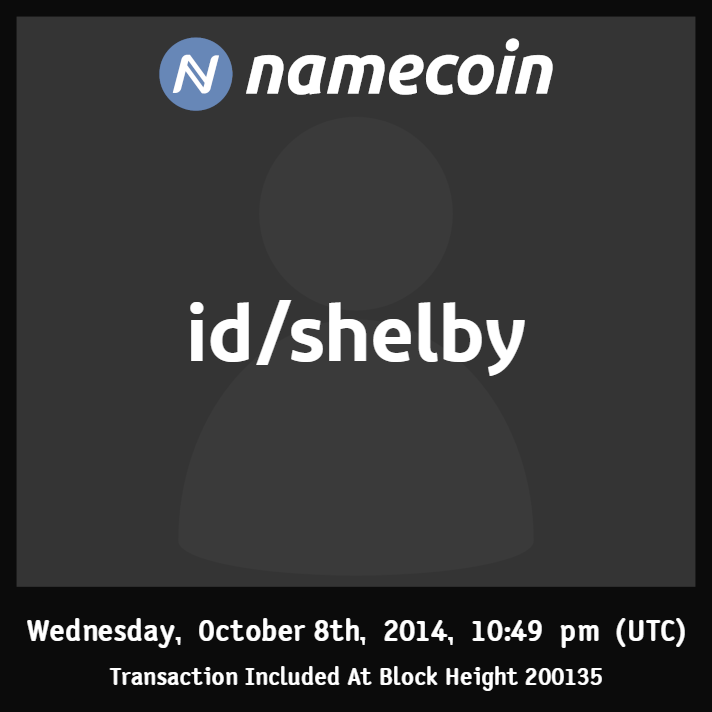 namecoin
id/shelby
Wednesday, October 8th, 2014, 10:49 pm (UTC)
Transaction Included At Block Height 200135